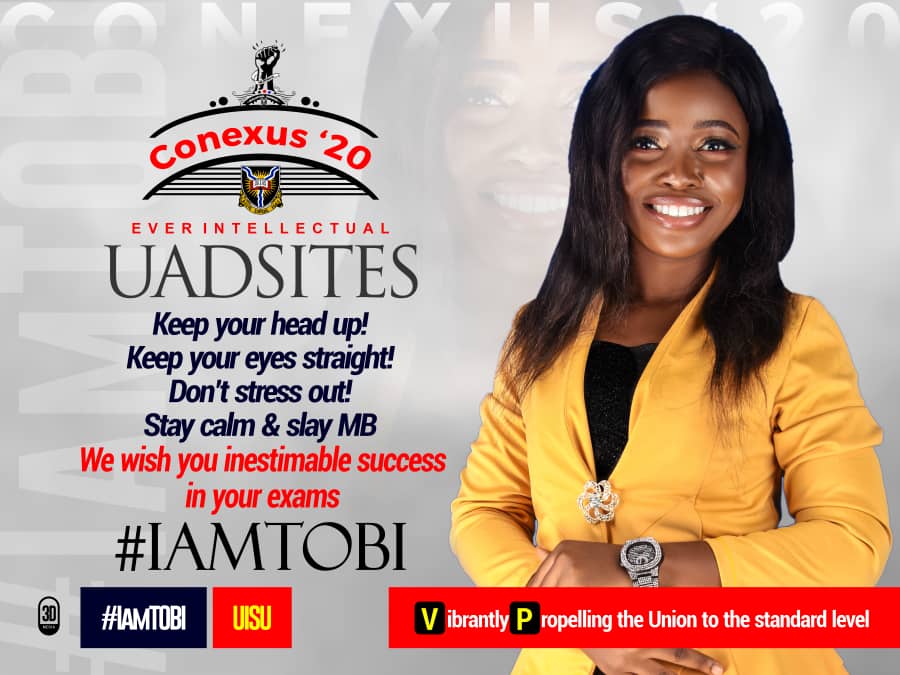 CONEXUS '20
#IAMTOBI
Conexus '20
EVER INTELLECTUAL
UADSITES
Keep your head up!
Keep your eyes straight!
Don't stress out!
Stay calm & slay MB
We wish you inestimable success
in your exams
#IAMTOBI
3D
MEDIA
#IAMTOBI
UISU
Vibrantly Propelling the Union to the standard level